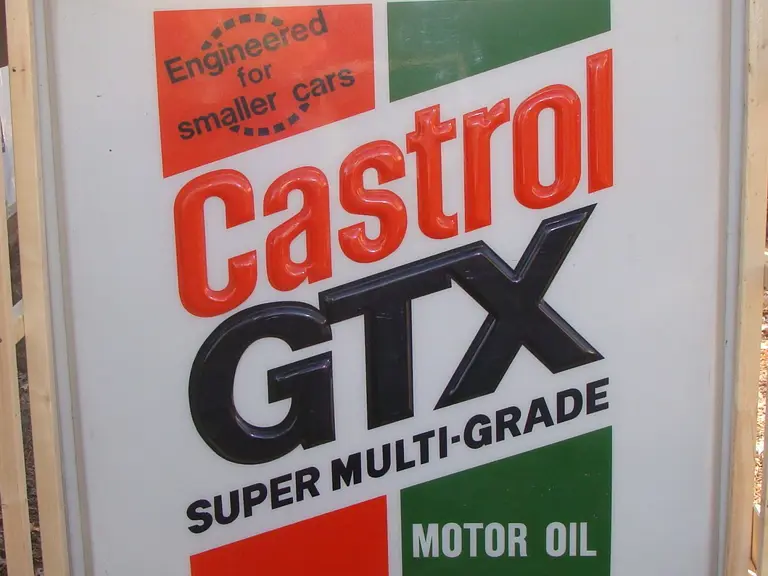 Engineered
for
smaller cars
Castrol
GTX
SUPER MULTI-GRADE
MOTOR OIL